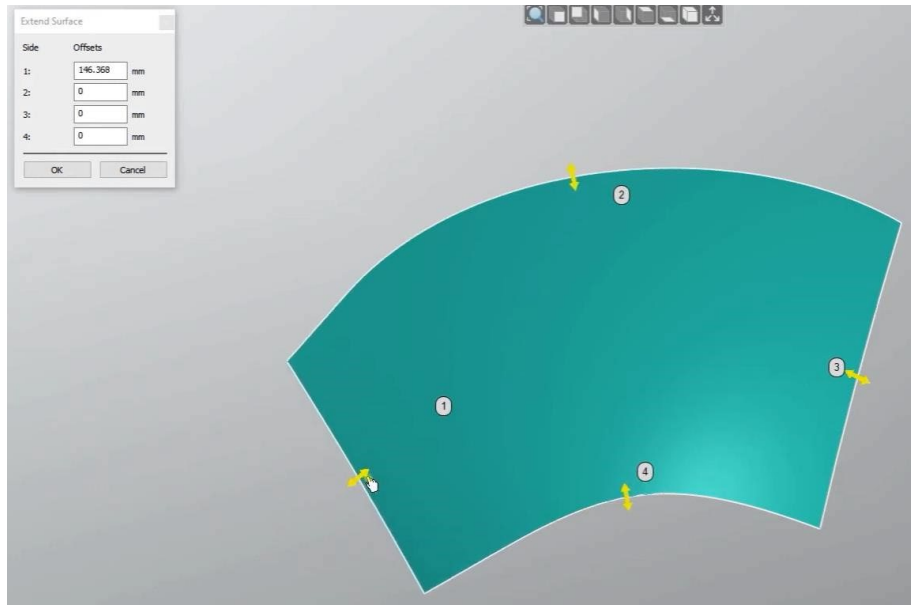 Extend Surface
Side Offsets
1: 146.368 mm
2: 0 mm
3: 0 mm
4: 0 mm
OK Cancel
2
3
1
4